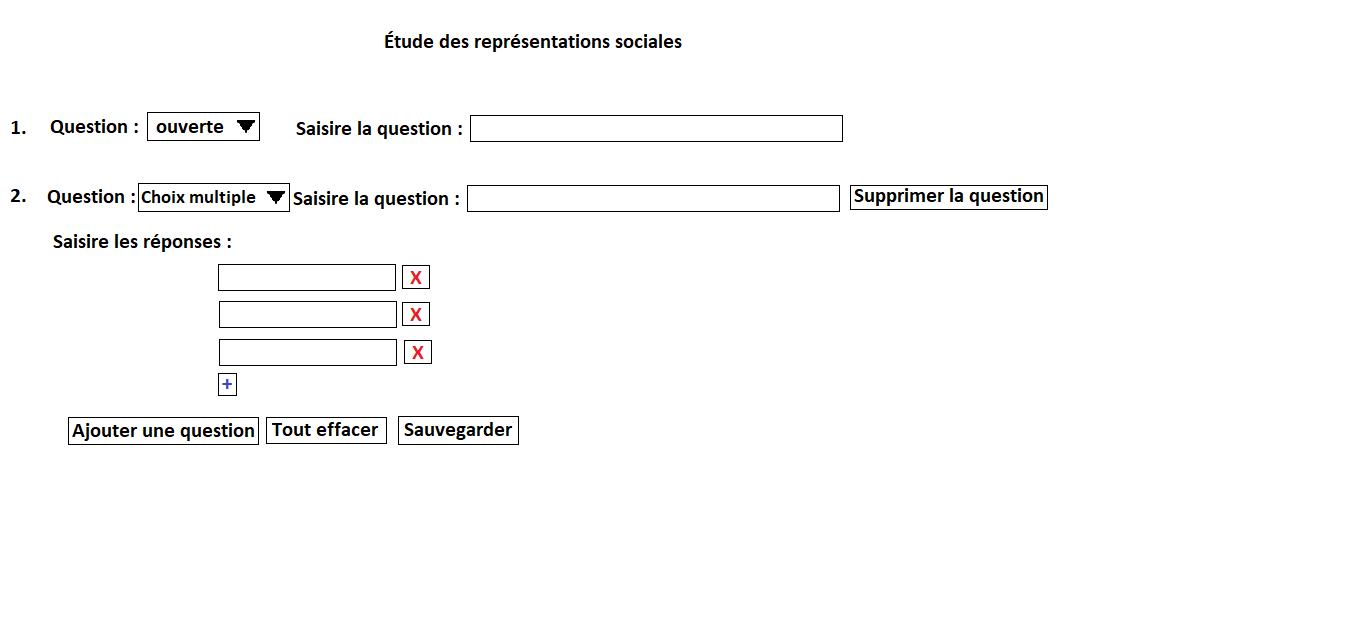 Étude des représentations sociales
1. Question : ouverte Saisire la question :
2. Question : Choix multiple Saisire la question : Supprimer la question
Saisire les réponses :
X
X
X
+
Ajouter une question Tout effacer Sauvegarder